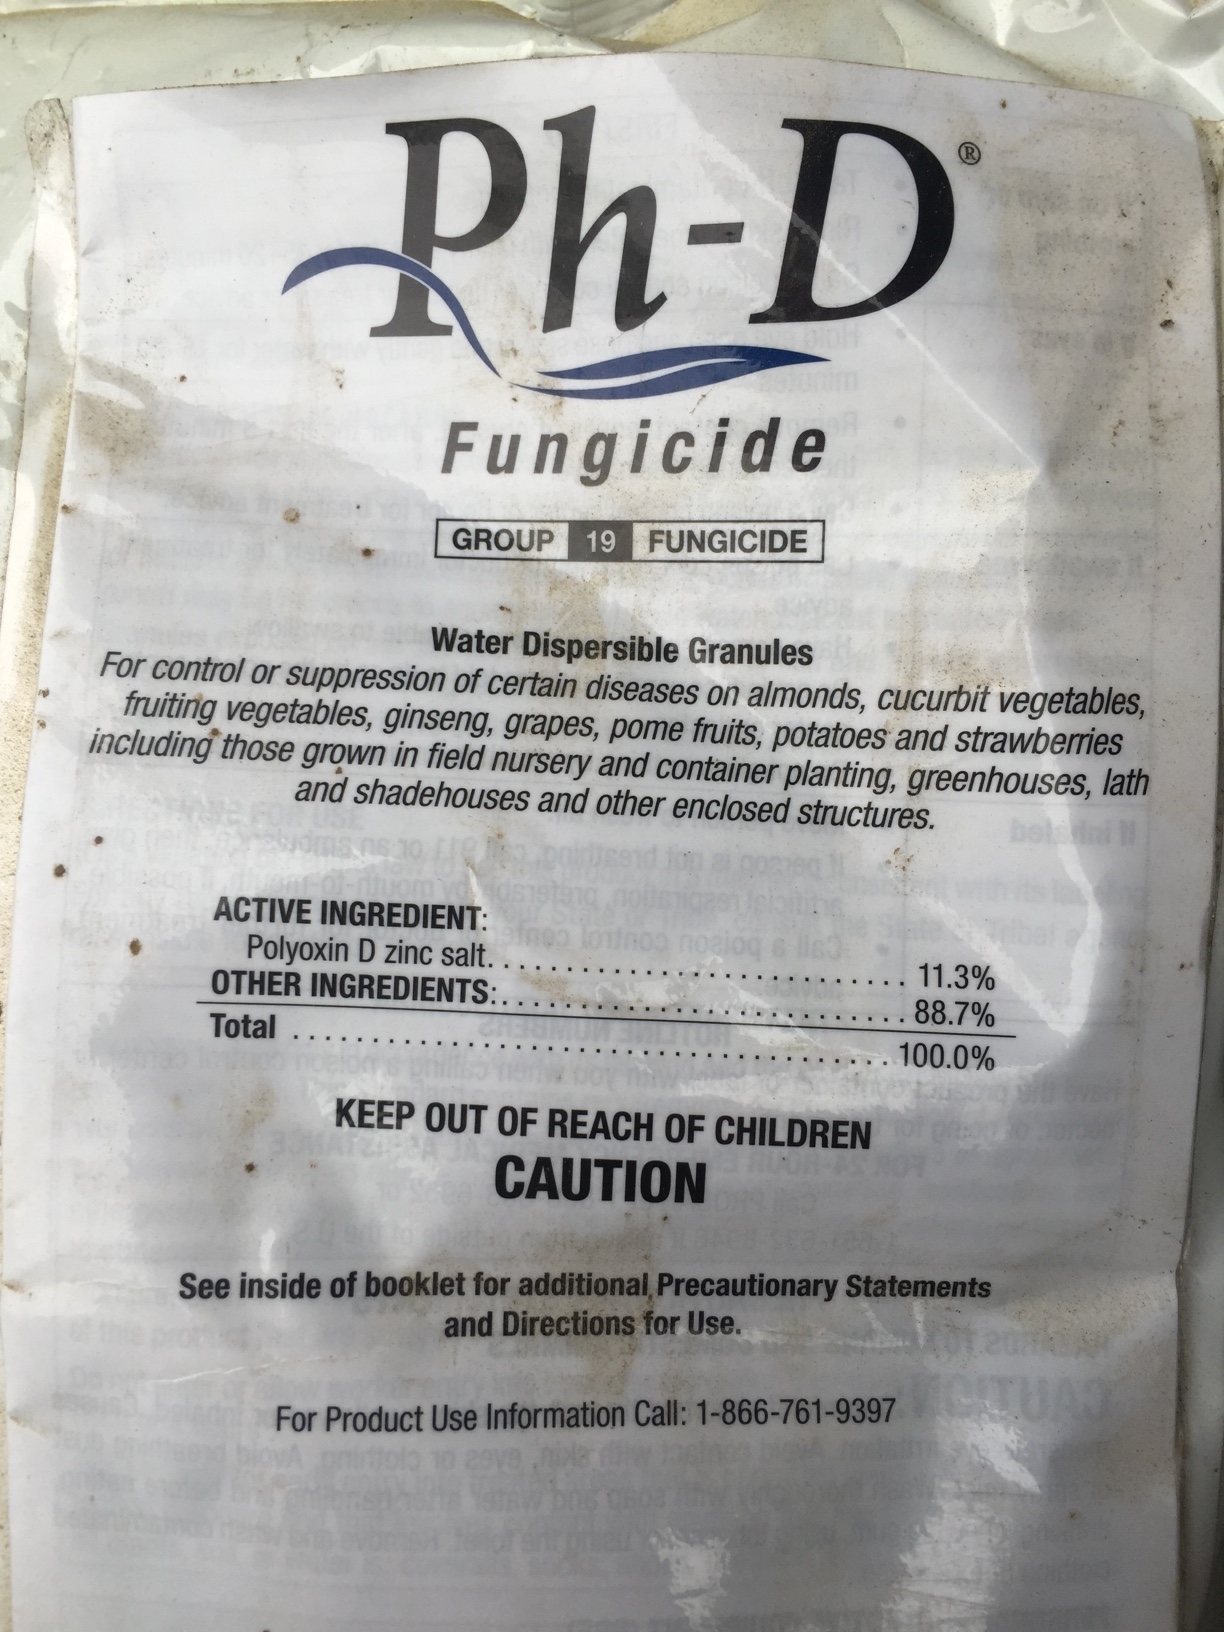 Ph-D®
Fungicide
GROUP 19 FUNGICIDE
Water Dispersible Granules
For control or suppression of certain diseases on almonds, cucurbit vegetables,
fruiting vegetables, ginseng, grapes, pome fruits, potatoes and strawberries
including those grown in field nursery and container planting, greenhouses, lath
and shadehouses and other enclosed structures.
ACTIVE INGREDIENT:
Polyoxin D zinc salt. . . . . . . . . . . . . . . . . . . . . . . . . . . . . . . 11.3%
OTHER INGREDIENTS:. . . . . . . . . . . . . . . . . . . . . . . . . . . . . . 88.7%
Total . . . . . . . . . . . . . . . . . . . . . . . . . . . . . . . . . . . . . . . . . . . . 100.0%
KEEP OUT OF REACH OF CHILDREN
CAUTION
See inside of booklet for additional Precautionary Statements
and Directions for Use.
For Product Use Information Call: 1-866-761-9397